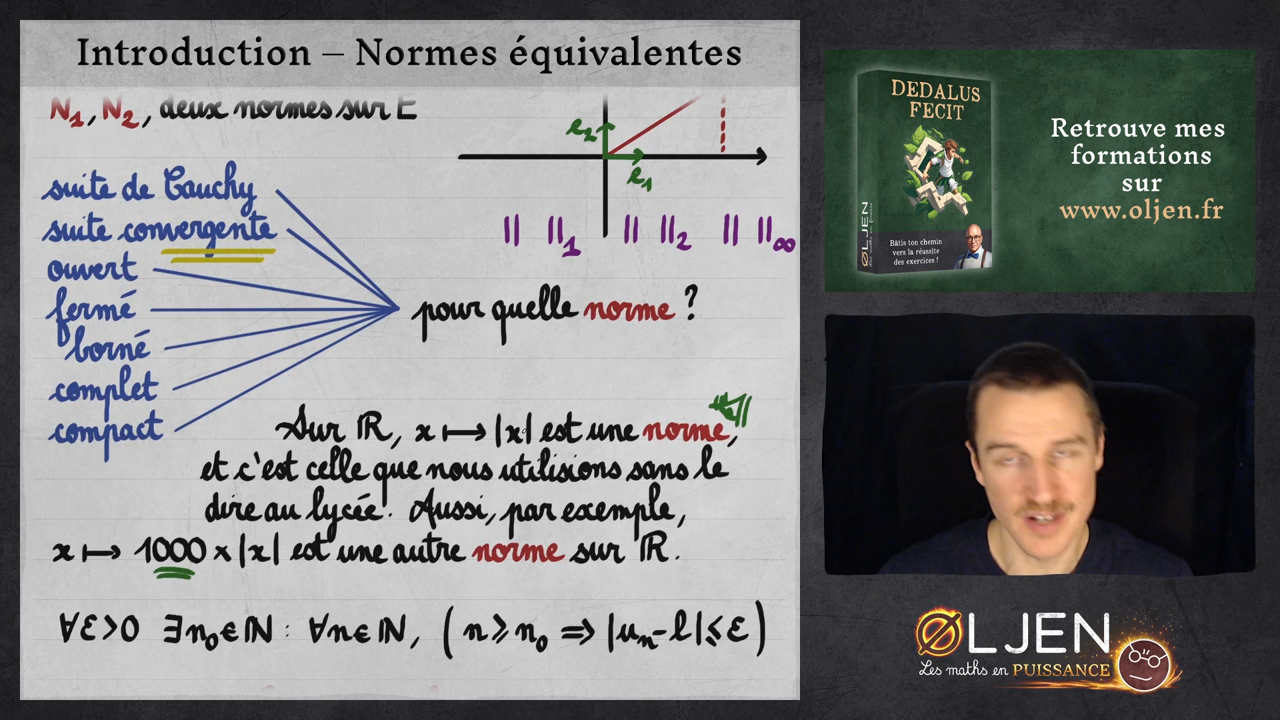 Introduction – Normes équivalentes
N₁, N₂, deux normes sur E
e₂
e₁
|| ||₁ || ||₂ || ||∞
suite de Cauchy
suite convergente
ouvert
fermé
borné
complet
compact
pour quelle norme ?
Sur ℝ, x ⟼ |x| est une norme,
et c'est celle que nous utilisions sans le
dire au lycée. Aussi, par exemple,
x ⟼ 1000 × |x| est une autre norme sur ℝ.
∀ε>0 ∃n₀∈ℕ : ∀n∈ℕ, (n ⩾ n₀ ⇒ |uₙ-l| ⩽ ε)
DEDALUS
FECIT
OLJEN
Bâtis ton chemin
vers la réussite
des exercices !
Retrouve mes
formations
sur
www.oljen.fr
ØLJEN
Les maths en PUISSANCE